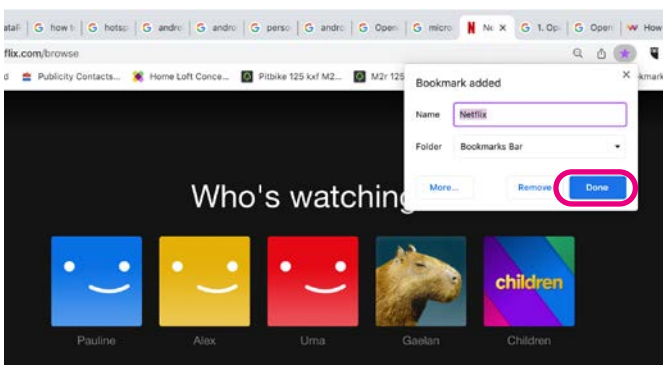 how t hotsp andro andro perso andro Open micro Ne 1. Op Open How
flix.com/browse
Publicity Contacts... Home Loft Conce... Pitbike 125 kxf M2... M2r 125
Bookmark added
Name Netflix
Folder Bookmarks Bar
More... Remove Done
Who's watching
children
Pauline Alex Uma Gaelan Children